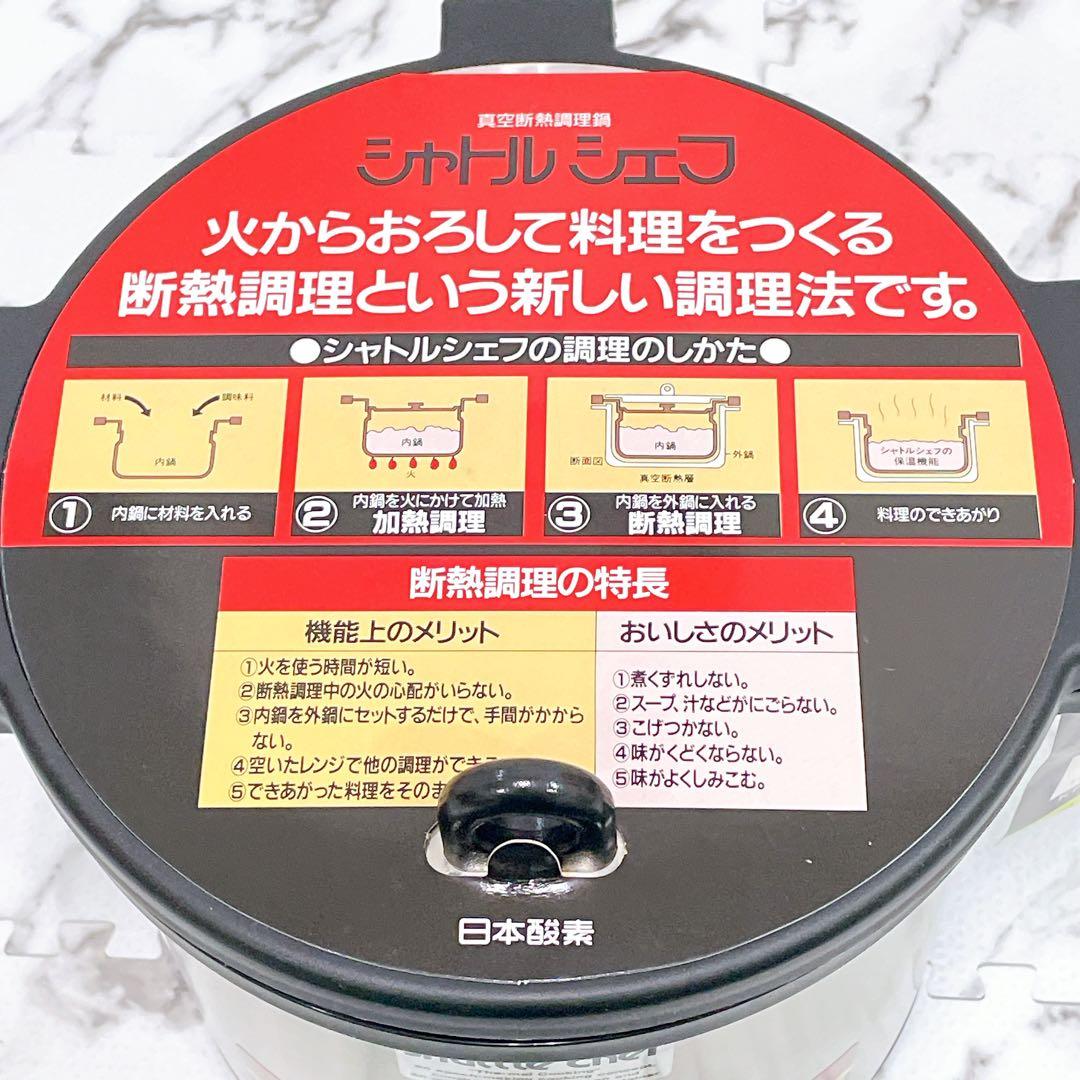 真空断熱調理鍋
シャトルシェフ
火からおろして料理をつくる
断熱調理という新しい調理法です。
●シャトルシェフの調理のしかた●
材料
調味料
内鍋
① 内鍋に材料を入れる
内鍋
火
② 内鍋を火にかけて加熱
加熱調理
内鍋
断面図
外鍋
真空断熱層
③ 内鍋を外鍋に入れる
断熱調理
シャトルシェフの
保温機能
④ 料理のできあがり
断熱調理の特長
機能上のメリット
①火を使う時間が短い。
②断熱調理中の火の心配がいらない。
③内鍋を外鍋にセットするだけで、手間がかから
ない。
④空いたレンジで他の調理ができ
⑤できあがった料理をそのま
おいしさのメリット
①煮くずれしない。
②スープ、汁などがにごらない。
③こげつかない。
④味がくどくならない。
⑤味がよくしみこむ。
日本酸素
shuttle chef